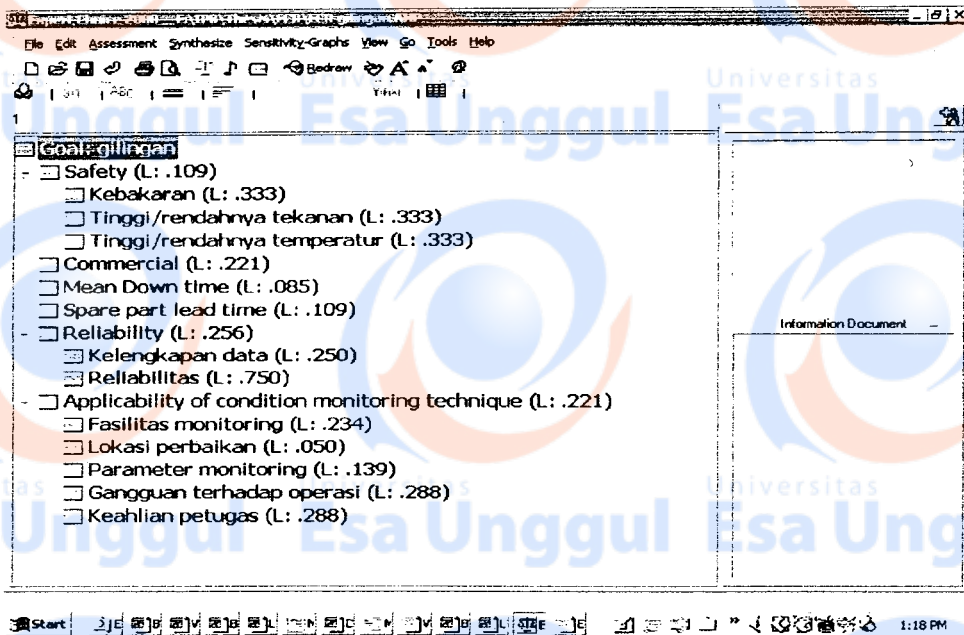 File Edit Assessment Synthesize Sensitivity-Graphs View Go Tools Help
Redraw
1
Goal: gilingan
Safety (L: .109)
Kebakaran (L: .333)
Tinggi/rendahnya tekanan (L: .333)
Tinggi/rendahnya temperatur (L: .333)
Commercial (L: .221)
Mean Down time (L: .085)
Spare part lead time (L: .109)
Reliability (L: .256)
Kelengkapan data (L: .250)
Reliabilitas (L: .750)
Applicability of condition monitoring technique (L: .221)
Fasilitas monitoring (L: .234)
Lokasi perbaikan (L: .050)
Parameter monitoring (L: .139)
Gangguan terhadap operasi (L: .288)
Keahlian petugas (L: .288)
Information Document
Start
1:18 PM
Universitas
Esa Unggul
Universitas
Esa Unggul